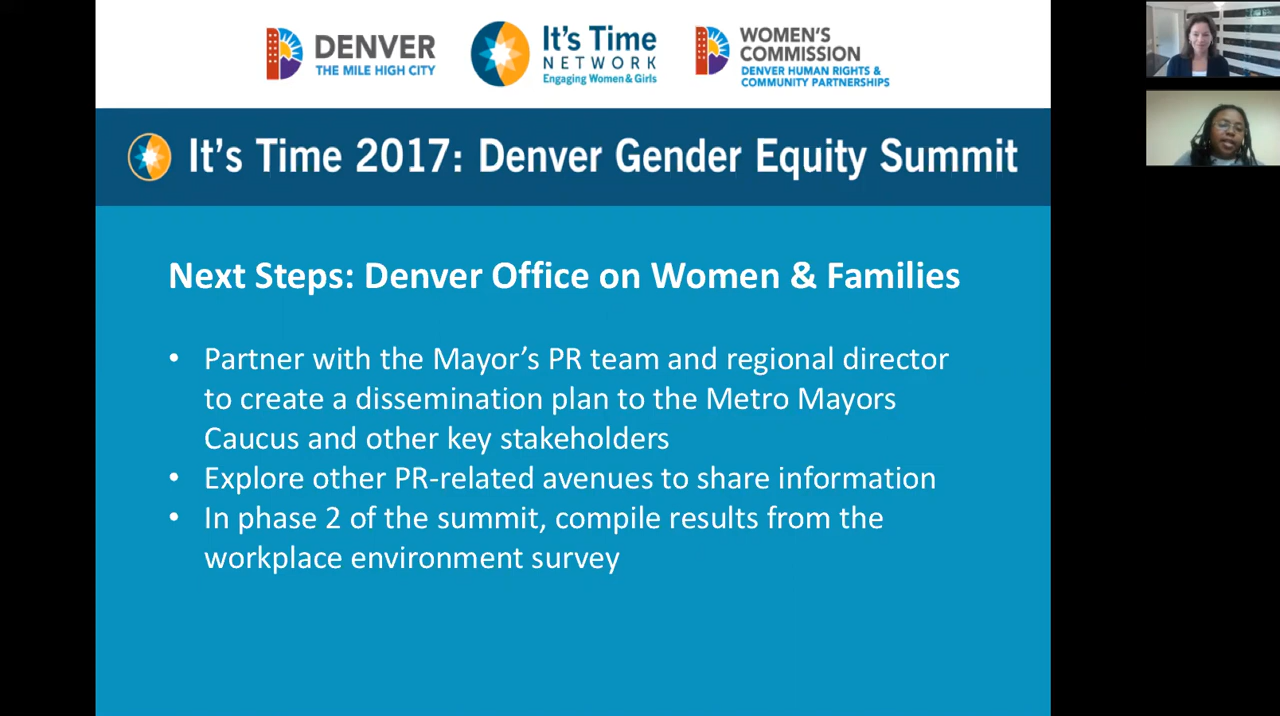 DENVER
THE MILE HIGH CITY
It's Time
NETWORK
Engaging Women & Girls
WOMEN'S
COMMISSION
DENVER HUMAN RIGHTS &
COMMUNITY PARTNERSHIPS
It's Time 2017: Denver Gender Equity Summit
Next Steps: Denver Office on Women & Families
• Partner with the Mayor's PR team and regional director
to create a dissemination plan to the Metro Mayors
Caucus and other key stakeholders
• Explore other PR-related avenues to share information
• In phase 2 of the summit, compile results from the
workplace environment survey